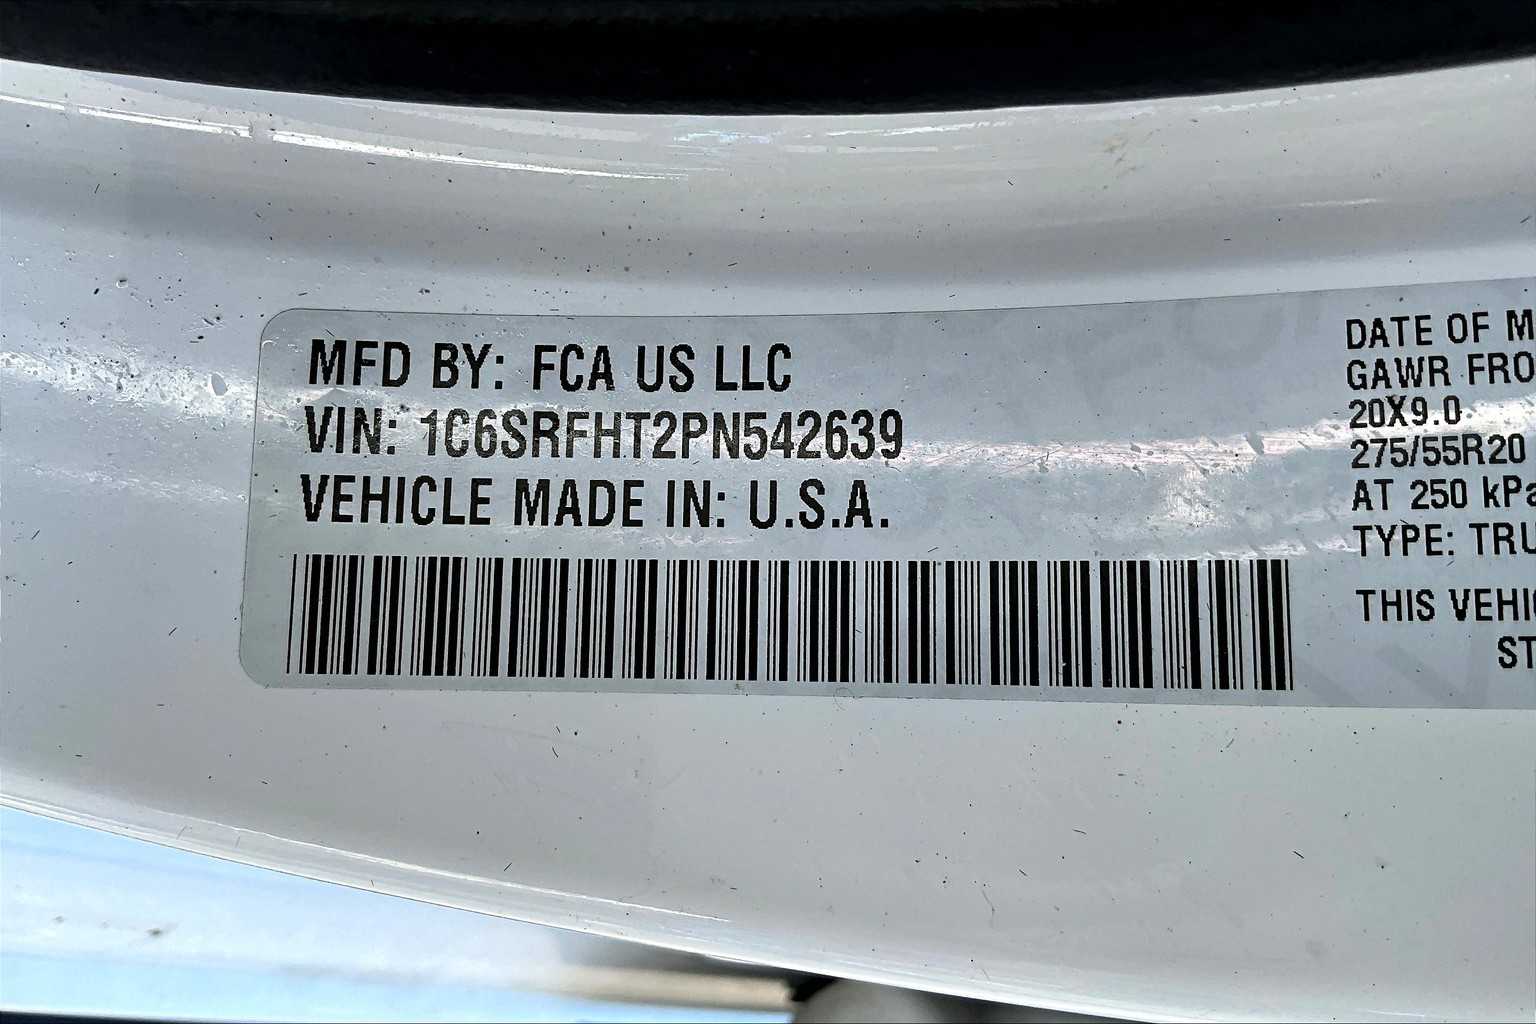 MFD BY: FCA US LLC
VIN: 1C6SRFHT2PN542639
VEHICLE MADE IN: U.S.A.
DATE OF M
GAWR FRO
20X9.0
275/55R20
AT 250 kPa
TYPE: TRU
THIS VEHIC
ST